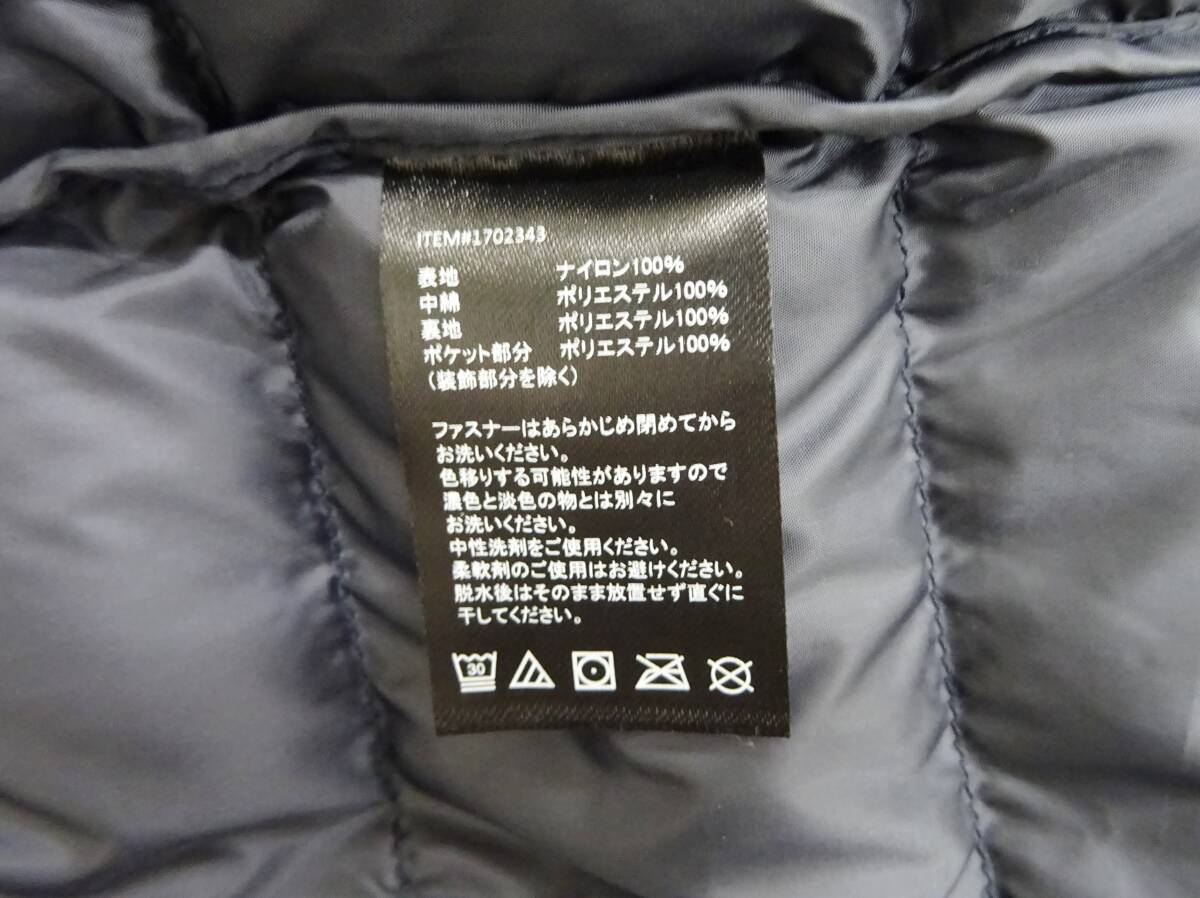 ITEM#1702343
表地 ナイロン100%
中綿 ポリエステル100%
裏地 ポリエステル100%
ポケット部分 ポリエステル100%
(装飾部分を除く)
ファスナーはあらかじめ閉めてから
お洗いください。
色移りする可能性がありますので
濃色と淡色の物とは別々に
お洗いください。
中性洗剤をご使用ください。
柔軟剤のご使用はお避けください。
脱水後はそのまま放置せず直ぐに
干してください。
30